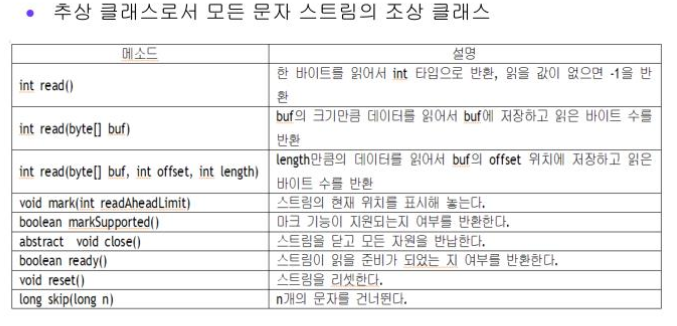 • 추상 클래스로서 모든 문자 스트림의 조상 클래스
메소드 설명
int read() 한 바이트를 읽어서 int 타입으로 반환, 읽을 값이 없으면 -1을 반
환
int read(byte[] buf) buf의 크기만큼 데이터를 읽어서 buf에 저장하고 읽은 바이트 수를
반환
int read(byte[] buf, int offset, int length) length만큼의 데이터를 읽어서 buf의 offset 위치에 저장하고 읽은
바이트 수를 반환
void mark(int readAheadLimit) 스트림의 현재 위치를 표시해 놓는다.
boolean markSupported() 마크 기능이 지원되는지 여부를 반환한다.
abstract void close() 스트림을 닫고 모든 자원을 반납한다.
boolean ready() 스트림이 읽을 준비가 되었는 지 여부를 반환한다.
void reset() 스트림을 리셋한다.
long skip(long n) n개의 문자를 건너뛴다.